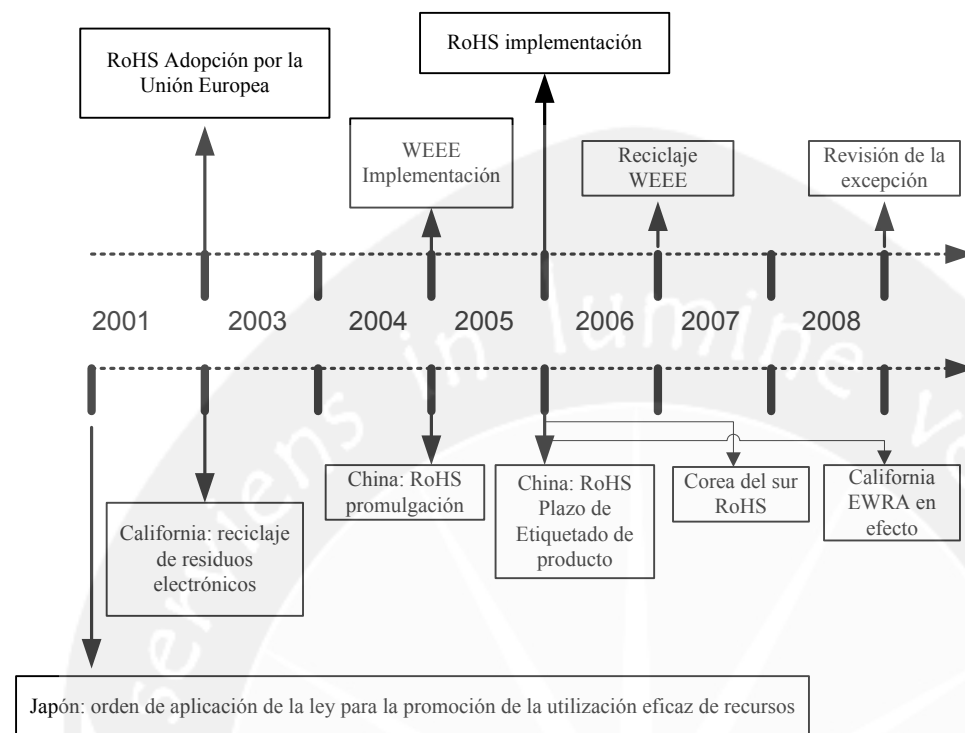 RoHS Adopción por la
Unión Europea
RoHS implementación
WEEE
Implementación
Reciclaje
WEEE
Revisión de la
excepción
2001
2003
2004
2005
2006
2007
2008
California: reciclaje
de residuos
electrónicos
China: RoHS
promulgación
China: RoHS
Plazo de
Etiquetado de
producto
Corea del sur
RoHS
California
EWRA en
efecto
Japón: orden de aplicación de la ley para la promoción de la utilización eficaz de recursos
serviens in lumine